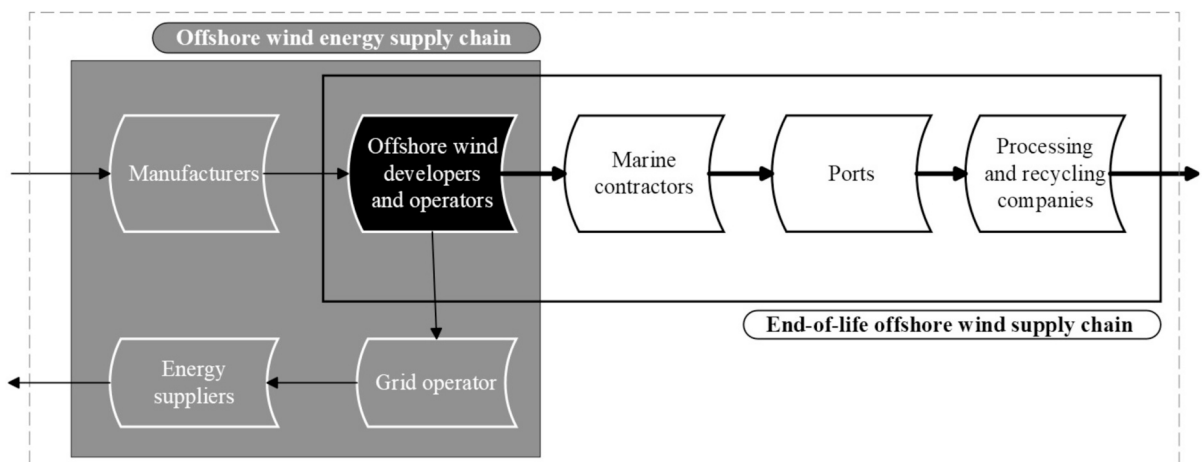 Offshore wind energy supply chain
Manufacturers
Offshore wind
developers
and operators
Marine
contractors
Ports
Processing
and recycling
companies
End-of-life offshore wind supply chain
Energy
suppliers
Grid operator